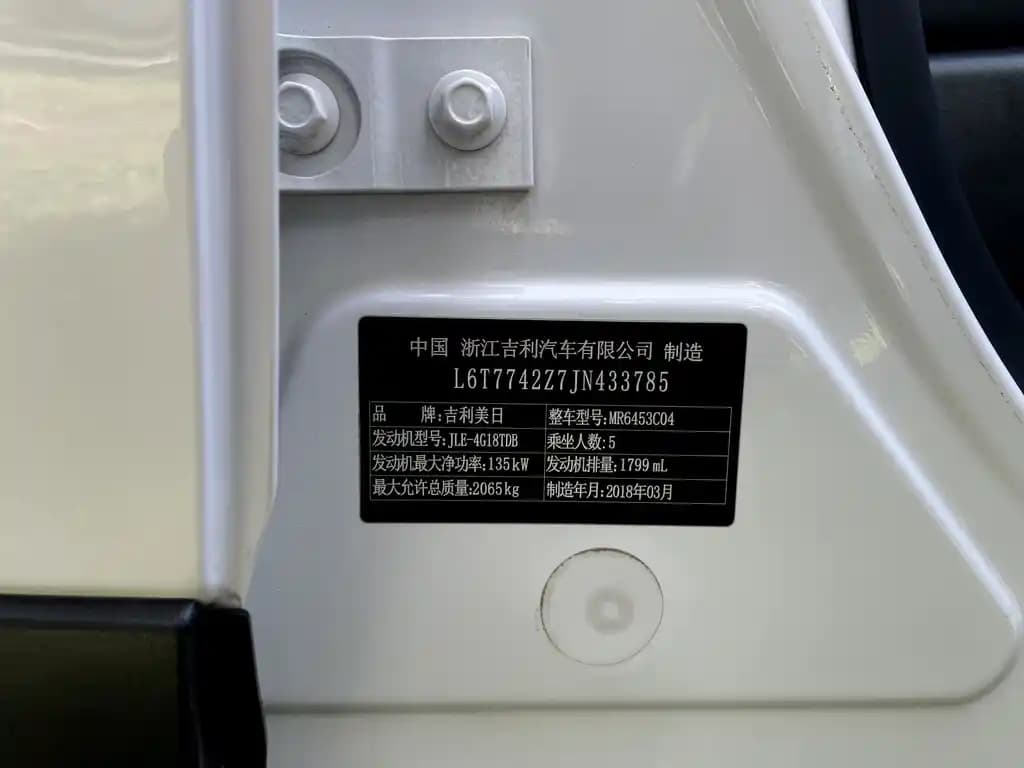 中国 浙江吉利汽车有限公司 制造
L6T7742Z7JN433785
品 牌:吉利美日 整车型号:MR6453C04
发动机型号:JLE-4G18TDB 乘坐人数:5
发动机最大净功率:135kW 发动机排量:1799mL
最大允许总质量:2065kg 制造年月:2018年03月